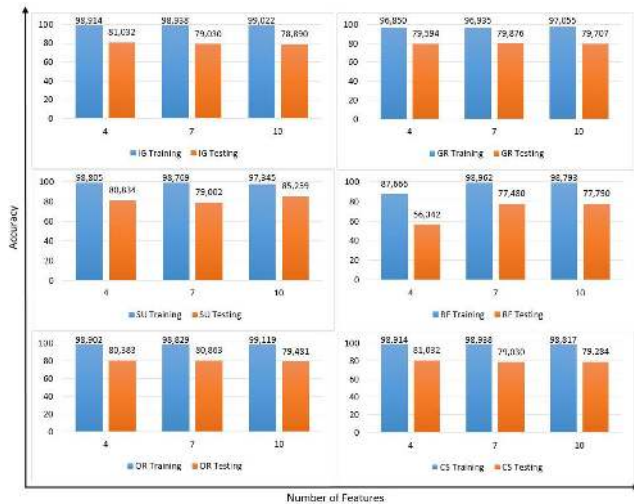 Accuracy
98,914 98,938 99,022
81,032 79,030 78,890
100
80
60
40
20
0
4 7 10
IG Training IG Testing
96,850 96,935 97,055
79,594 79,876 79,707
100
80
60
40
20
0
4 7 10
GR Training GR Testing
98,805 98,769 97,345
80,834 79,002 85,259
100
80
60
40
20
0
4 7 10
SU Training SU Testing
87,666 98,962 98,793
56,342 77,480 77,790
100
80
60
40
20
0
4 7 10
RF Training RF Testing
98,902 98,829 99,119
80,383 80,863 79,481
100
80
60
40
20
0
4 7 10
OR Training OR Testing
98,914 98,938 98,817
81,032 79,030 79,284
100
80
60
40
20
0
4 7 10
CS Training CS Testing
Number of Features